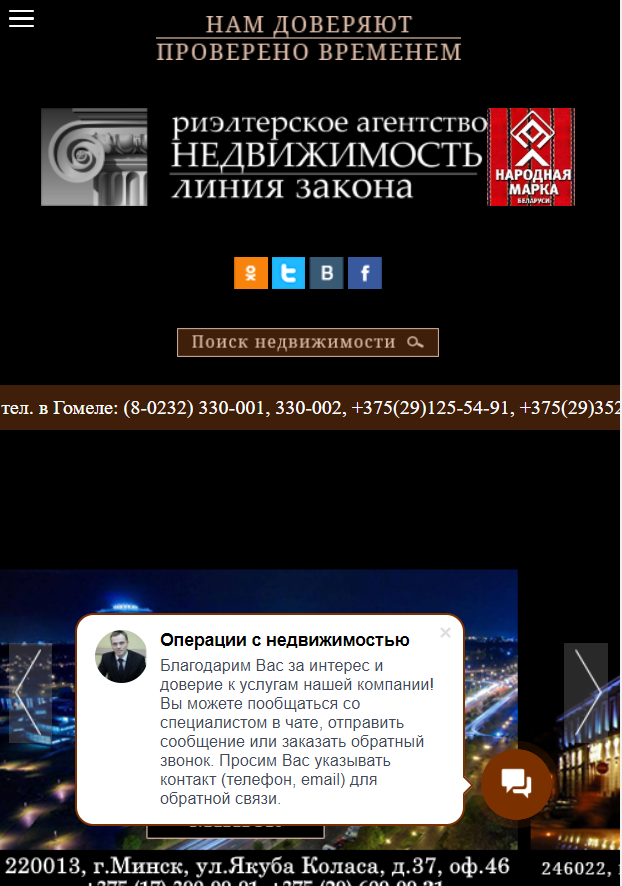 НАМ ДОВЕРЯЮТ
ПРОВЕРЕНО ВРЕМЕНЕМ
риэлтерское агентство
НЕДВИЖИМОСТЬ
линия закона
НАРОДНАЯ
МАРКА
БЕЛАРУСИ
Поиск недвижимости
тел. в Гомеле: (8-0232) 330-001, 330-002, +375(29)125-54-91, +375(29)352
Операции с недвижимостью
Благодарим Вас за интерес и
доверие к услугам нашей компании!
Вы можете пообщаться со
специалистом в чате, отправить
сообщение или заказать обратный
звонок. Просим Вас указывать
контакт (телефон, email) для
обратной связи.
220013, г.Минск, ул.Якуба Коласа, д.37, оф.46
246022,